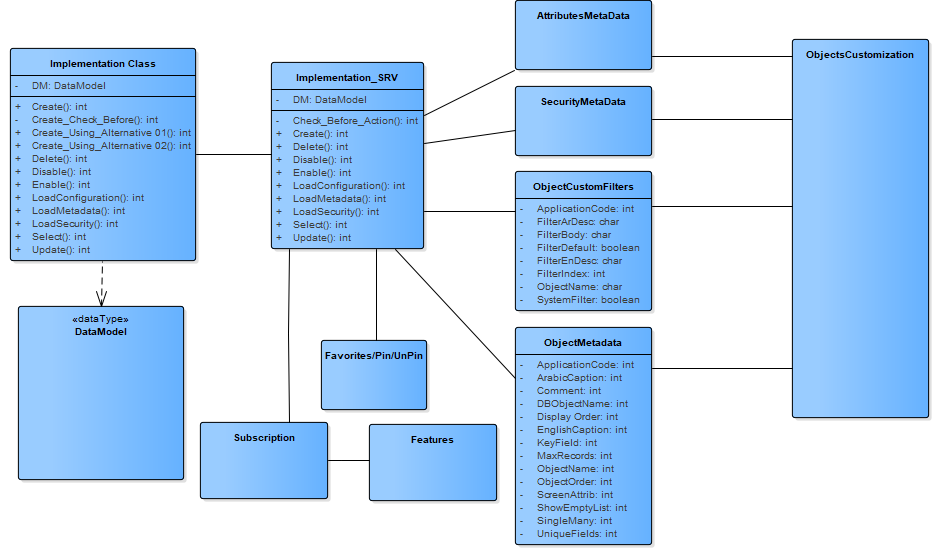 Implementation Class
- DM: DataModel
+ Create(): int
- Create_Check_Before(): int
+ Create_Using_Alternative 01(): int
+ Create_Using_Alternative 02(): int
+ Delete(): int
+ Disable(): int
+ Enable(): int
+ LoadConfiguration(): int
+ LoadMetadata(): int
+ LoadSecurity(): int
+ Select(): int
+ Update(): int
«dataType»
DataModel
Implementation_SRV
- DM: DataModel
- Check_Before_Action(): int
+ Create(): int
+ Delete(): int
+ Disable(): int
+ Enable(): int
+ LoadConfiguration(): int
+ LoadMetadata(): int
+ LoadSecurity(): int
+ Select(): int
+ Update(): int
Favorites/Pin/UnPin
Subscription
Features
AttributesMetaData
SecurityMetaData
ObjectCustomFilters
- ApplicationCode: int
- FilterArDesc: char
- FilterBody: char
- FilterDefault: boolean
- FilterEnDesc: char
- FilterIndex: int
- ObjectName: char
- SystemFilter: boolean
ObjectMetadata
- ApplicationCode: int
- ArabicCaption: int
- Comment: int
- DBObjectName: int
- Display Order: int
- EnglishCaption: int
- KeyField: int
- MaxRecords: int
- ObjectName: int
- ObjectOrder: int
- ScreenAttrib: int
- ShowEmptyList: int
- SingleMany: int
- UniqueFields: int
ObjectsCustomization